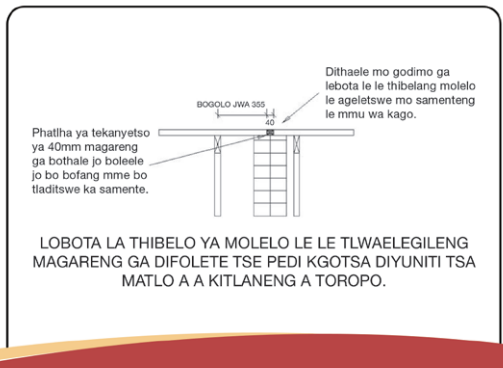 Dithaele mo godimo ga
lebota le le thibelang molelo
le ageletswe mo samenteng
le mmu wa kago.
BOGOLO JWA 355
40
Phatlha ya tekanyetso
ya 40mm magareng
ga bothale jo boleele
jo bo bofang mme bo
tladitswe ka samente.
LOBOTA LA THIBELO YA MOLELO LE LE TLWAELEGILENG
MAGARENG GA DIFOLETE TSE PEDI KGOTSA DIYUNITI TSA
MATLO A A KITLANENG A TOROPO.